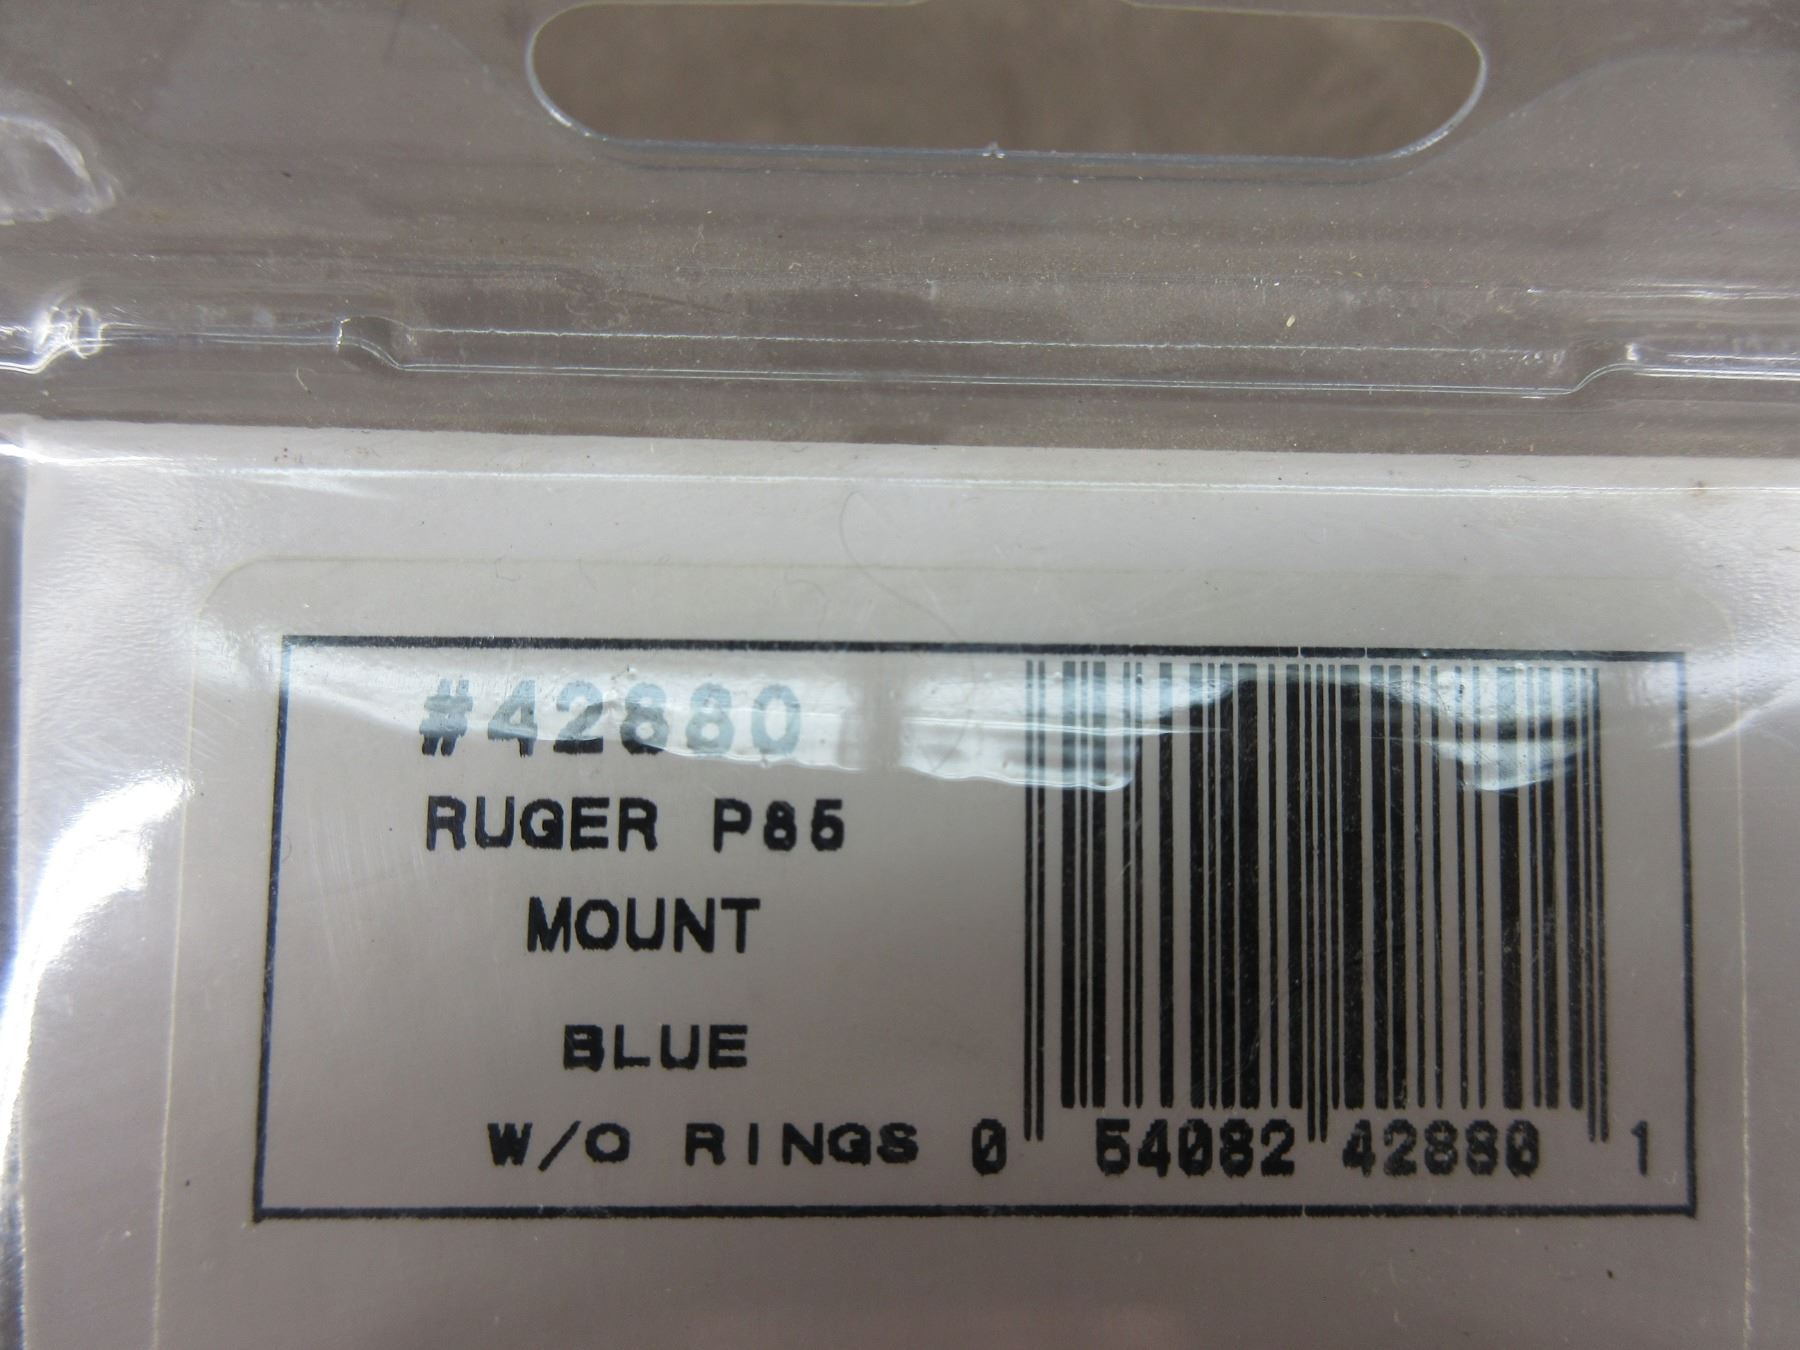 #42880
RUGER P85
MOUNT
BLUE
W/O RINGS
0 54082 42880 1